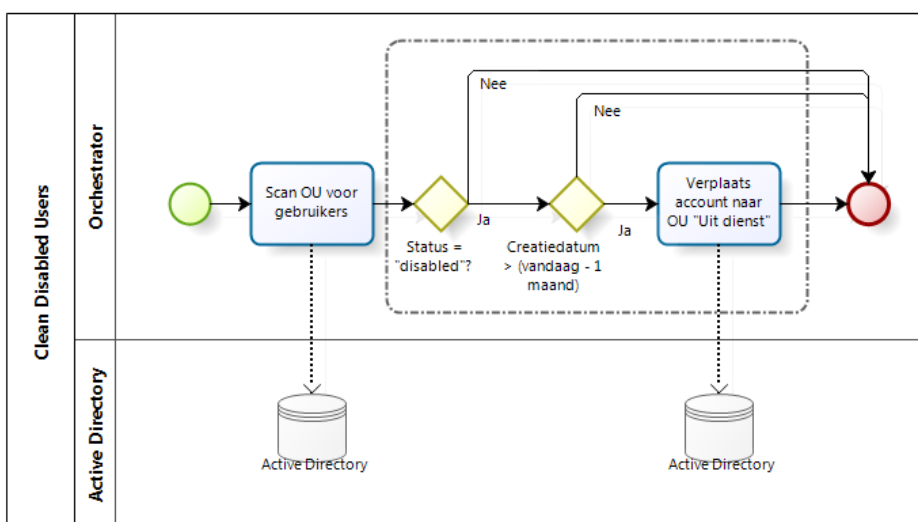 Clean Disabled Users
Orchestrator
Nee
Nee
Scan OU voor
gebruikers
Ja
Ja
Verplaats
account naar
OU "Uit dienst"
Status =
"disabled"?
Creatiedatum
> (vandaag - 1
maand)
Active Directory
Active Directory
Active Directory